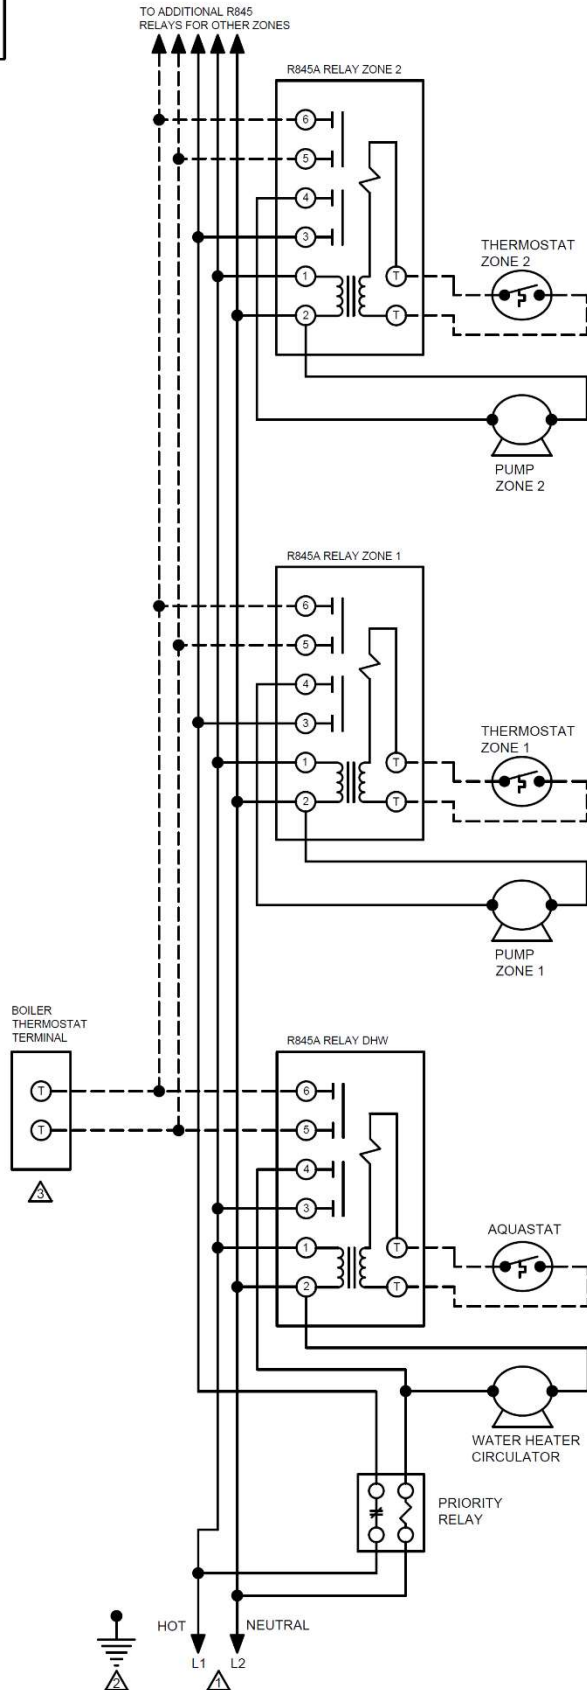 TO ADDITIONAL R845
RELAYS FOR OTHER ZONES
R845A RELAY ZONE 2
6
5
4
3
1
2
T
T
THERMOSTAT
ZONE 2
PUMP
ZONE 2
R845A RELAY ZONE 1
6
5
4
3
1
2
T
T
THERMOSTAT
ZONE 1
PUMP
ZONE 1
BOILER
THERMOSTAT
TERMINAL
T
T
3
R845A RELAY DHW
6
5
4
3
1
2
T
T
AQUASTAT
WATER HEATER
CIRCULATOR
PRIORITY
RELAY
HOT
NEUTRAL
L1
L2
2
1